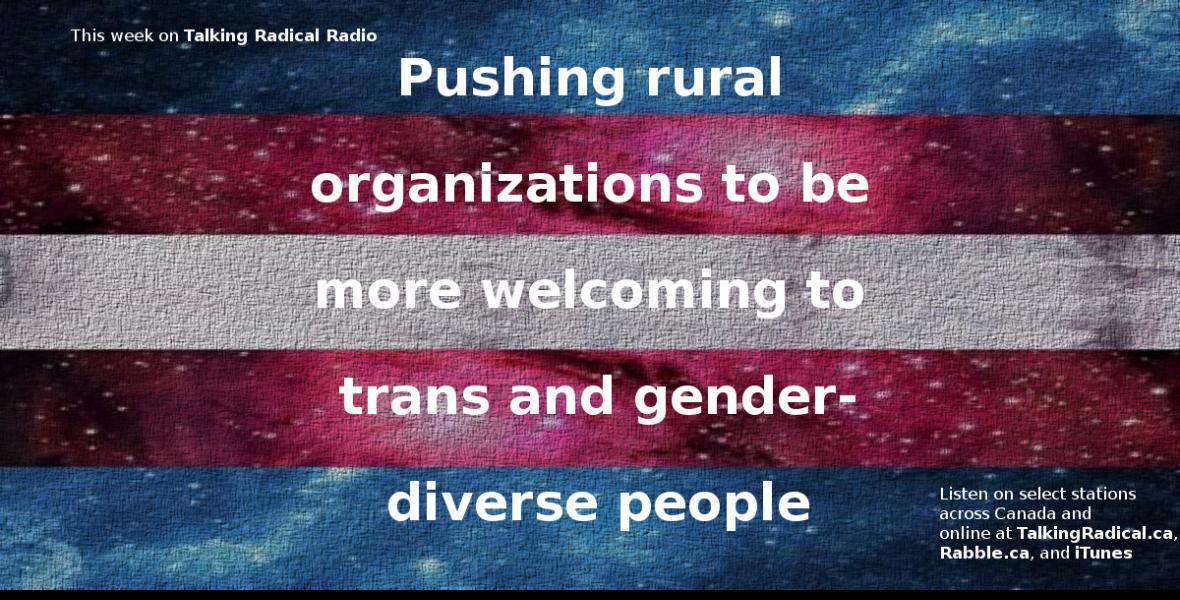 This week on Talking Radical Radio
Pushing rural
organizations to be
more welcoming to
trans and gender-
diverse people
Listen on select stations
across Canada and
online at TalkingRadical.ca,
Rabble.ca, and iTunes